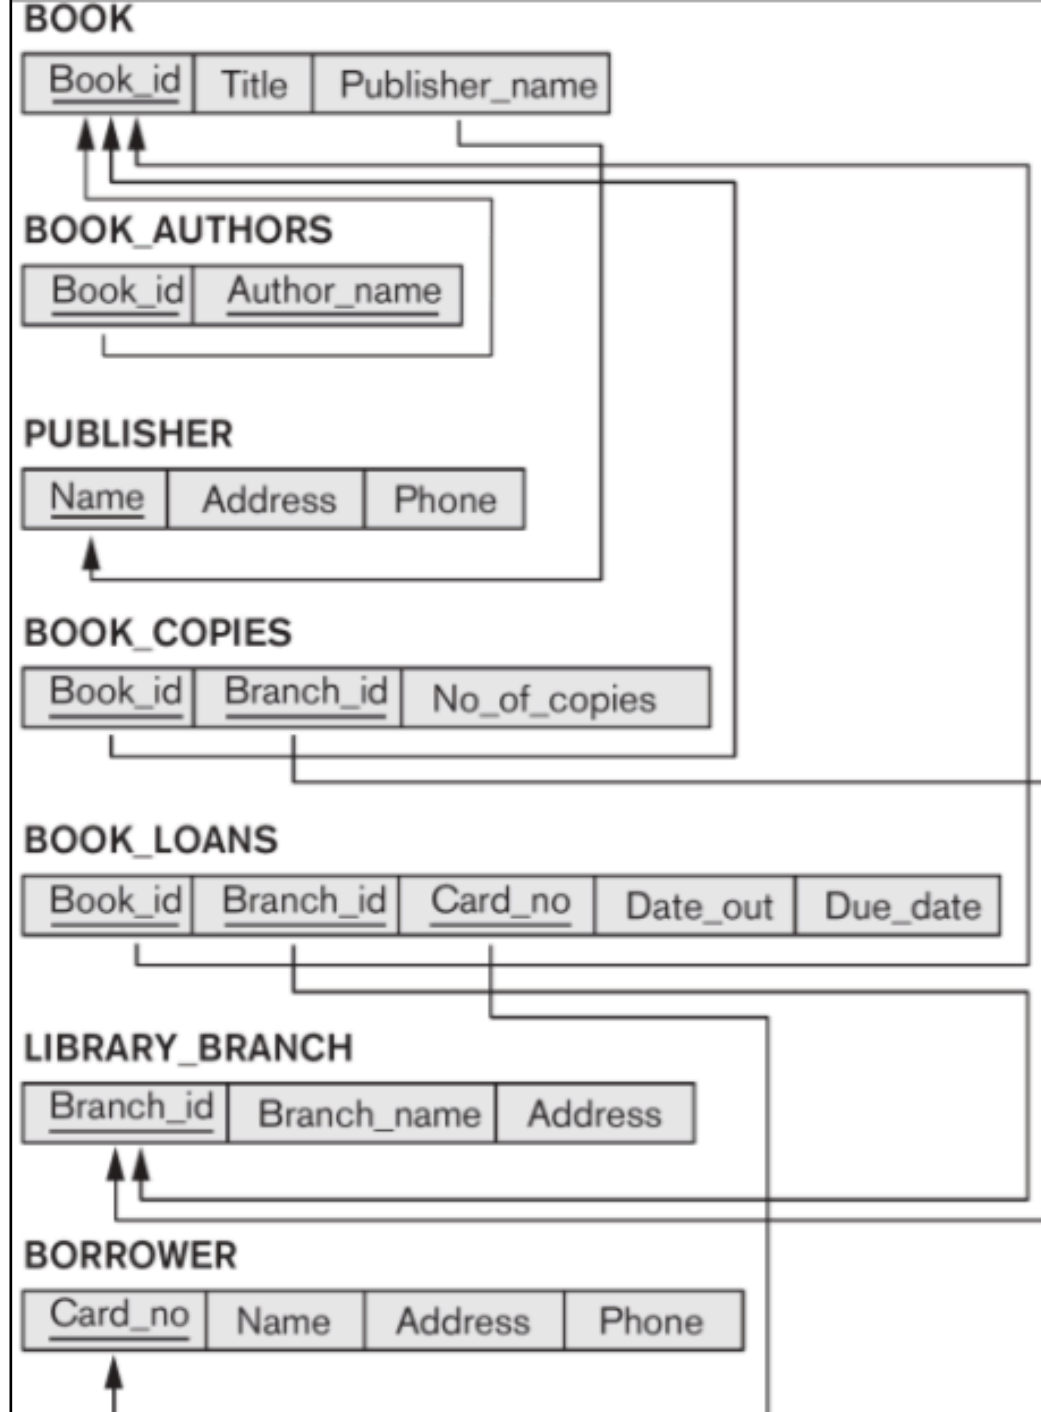 BOOK
Book_id Title Publisher_name
BOOK_AUTHORS
Book_id Author_name
PUBLISHER
Name Address Phone
BOOK_COPIES
Book_id Branch_id No_of_copies
BOOK_LOANS
Book_id Branch_id Card_no Date_out Due_date
LIBRARY_BRANCH
Branch_id Branch_name Address
BORROWER
Card_no Name Address Phone